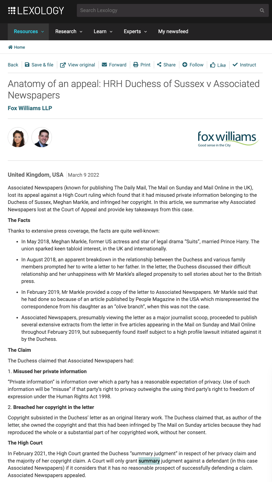 LEXOLOGY
Search Lexology
Resources Research Learn Experts My newsfeed
Home
Back Save & file View original Forward Print Share Follow Like Instruct
Anatomy of an appeal: HRH Duchess of Sussex v Associated
Newspapers
Fox Williams LLP
fox williams
United Kingdom, USA March 9 2022
Associated Newspapers (known for publishing The Daily Mail, The Mail on Sunday and Mail Online in the UK),
lost its appeal against a High Court ruling which found that it had misused private information belonging to the
Duchess of Sussex, Meghan Markle, and infringed her copyright. In this article, we summarise why Associated
Newspapers lost at the Court of Appeal and provide key takeaways from this case.
The Facts
Thanks to extensive press coverage, the facts are quite well-known:
• In May 2018, Meghan Markle, former US actress and star of legal drama "Suits", married Prince Harry. The
union sparked keen tabloid interest, in the UK and internationally.
• In August 2018, an apparent breakdown in the relationship between the Duchess and various family
members prompted her to write a letter to her father. In the letter, the Duchess discussed their difficult
relationship and her unhappiness with Mr Markle's alleged propensity to sell stories about her to the British
press.
• In February 2019, Mr Markle provided a copy of the letter to Associated Newspapers. Mr Markle said that
he had done so because of an article published by People Magazine in the USA which misrepresented the
correspondence from his daughter as an "olive branch", when this was not the case.
• Associated Newspapers, presumably viewing the letter as a major journalist scoop, proceeded to publish
several extensive extracts from the letter in five articles appearing in the Mail on Sunday and Mail Online
throughout February 2019, but subsequently found itself subject to a high profile lawsuit initiated against it
by the Duchess.
The Claim
The Duchess claimed that Associated Newspapers had:
1. Misused her private information
"Private information" is information over which a party has a reasonable expectation of privacy. Use of such
information will be "misuse" if that party's right to privacy outweighs the using third party's right to freedom of
expression under the Human Rights Act 1998.
2. Breached her copyright in the letter
Copyright subsisted in the Duchess' letter as an original literary work. The Duchess claimed that, as author of the
letter, she owned the copyright and that this had been infringed by The Mail On Sunday articles because they had
reproduced the whole or a substantial part of her copyrighted work, without her consent.
The High Court
In February 2021, the High Court granted the Duchess "summary judgment" in respect of her privacy claim and
the majority of her copyright claim. A Court will only grant summary judgment against a defendant (in this case
Associated Newspapers) if it considers that it has no reasonable prospect of successfully defending a claim.
Associated Newspapers appealed.